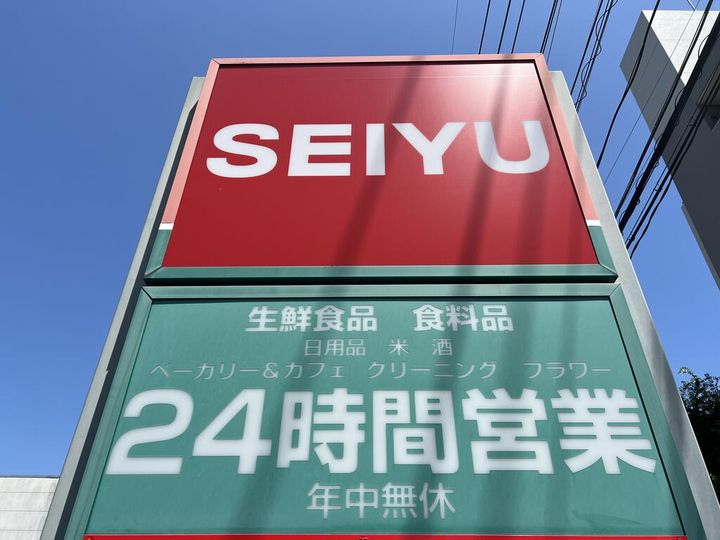 SEIYU
生鮮食品 食料品
日用品 米 酒
ベーカリー&カフェ クリーニング フラワー
24時間営業
年中無休